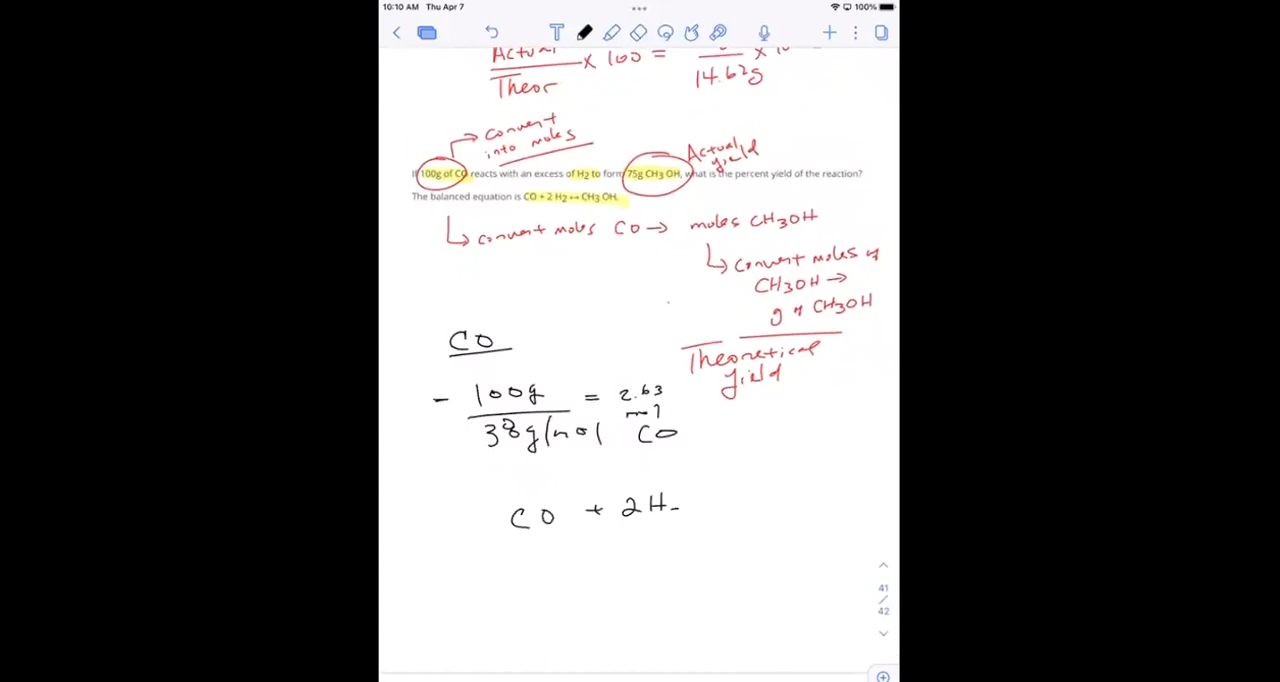 10:10 AM Thu Apr 7
100%
Actual
Theor
x 100 =
14.62g
convert
into moles
Actual
yield
If 100g of CO reacts with an excess of H2 to form 75g CH3 OH, what is the percent yield of the reaction?
The balanced equation is CO + 2 H2 ↔ CH3 OH.
convert moles CO → moles CH3OH
convert moles of
CH3OH →
g of CH3OH
Theoretical
yield
CO
- 100g = 2.63
38g/mol
mol
CO
CO + 2H
41
/
42